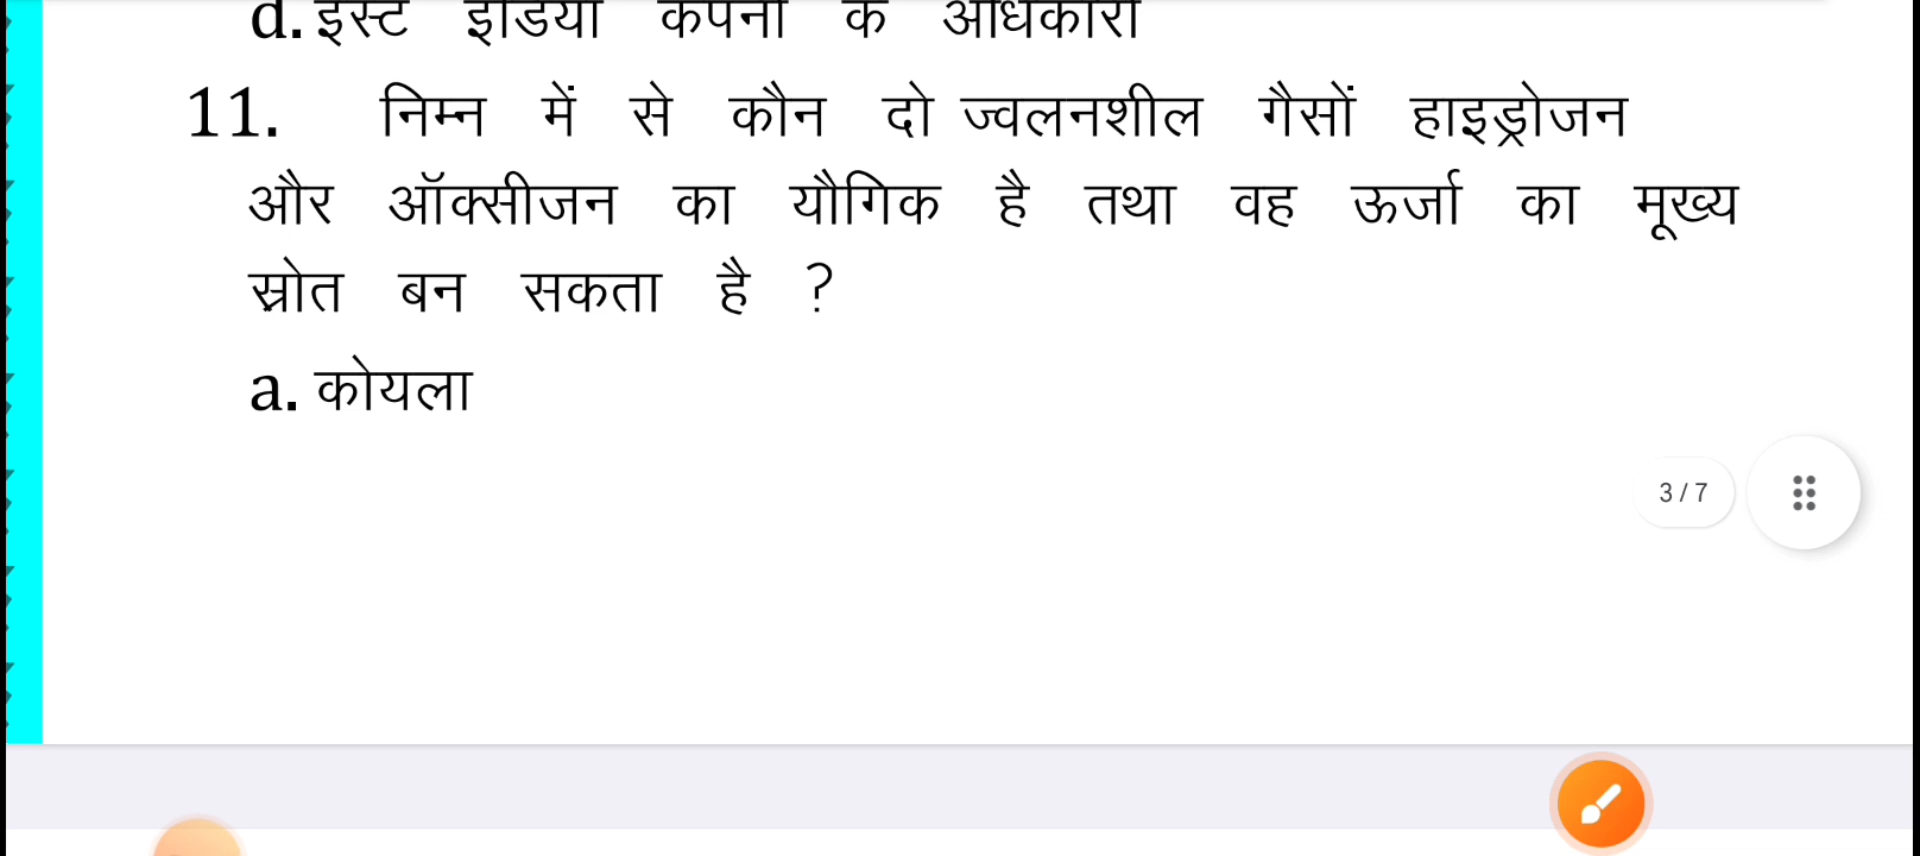 d. इस्ट इंडिया कंपनी के अधिकारी
11. निम्न में से कौन दो ज्वलनशील गैसों हाइड्रोजन
और ऑक्सीजन का यौगिक है तथा वह ऊर्जा का मूख्य
स्रोत बन सकता है ?
a. कोयला
3 / 7